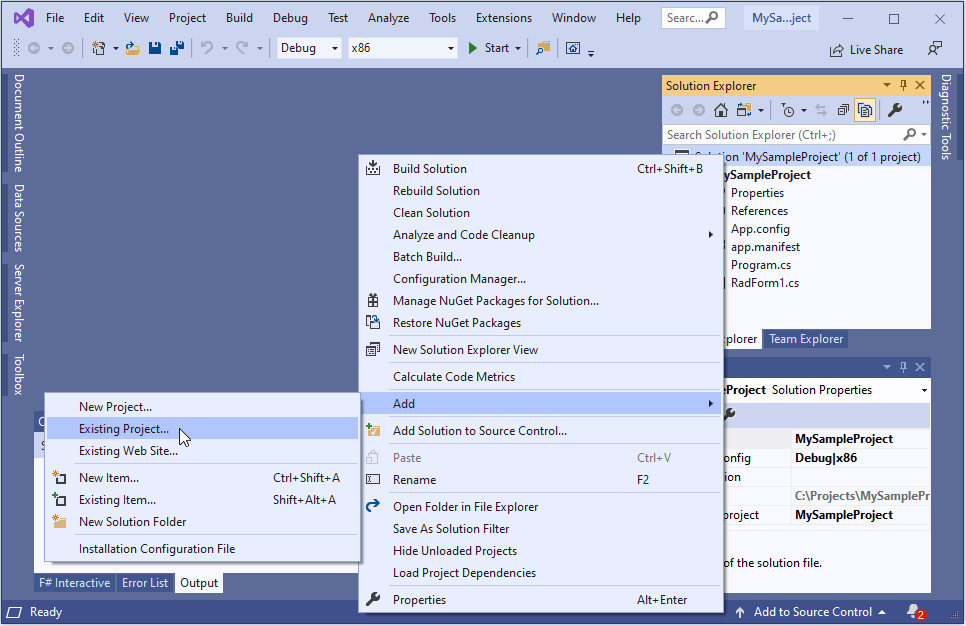 File Edit View Project Build Debug Test Analyze Tools Extensions Window Help Searc... MySa...ject
Debug x86 Start Live Share
Document Outline
Data Sources
Server Explorer
Toolbox
Solution Explorer
Search Solution Explorer (Ctrl+;)
'MySampleProject' (1 of 1 project)
ySampleProject
Properties
References
App.config
app.manifest
Program.cs
RadForm1.cs
plorer Team Explorer
Diagnostic Tools
Build Solution Ctrl+Shift+B
Rebuild Solution
Clean Solution
Analyze and Code Cleanup
Batch Build...
Configuration Manager...
Manage NuGet Packages for Solution...
Restore NuGet Packages
New Solution Explorer View
Calculate Code Metrics
Add
Add Solution to Source Control...
Paste Ctrl+V
Rename F2
Open Folder in File Explorer
Save As Solution Filter
Hide Unloaded Projects
Load Project Dependencies
Properties Alt+Enter
New Project...
Existing Project...
Existing Web Site...
New Item... Ctrl+Shift+A
Existing Item... Shift+Alt+A
New Solution Folder
Installation Configuration File
eProject Solution Properties
MySampleProject
onfig Debug|x86
ion
C:\Projects\MySamplePr
project MySampleProject
of the solution file.
F# Interactive Error List Output
Ready Add to Source Control 2